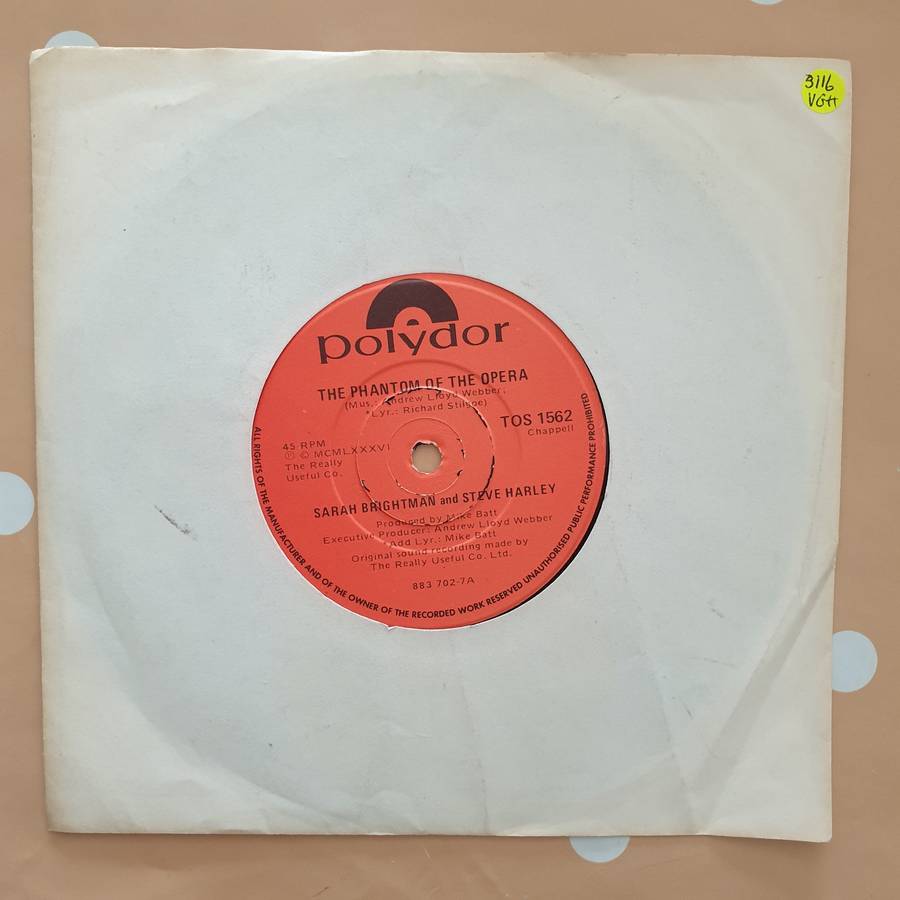 3116
VG++
polydor
THE PHANTOM OF THE OPERA
(Mus.: Andrew Lloyd Webber;
*Lyr.: Richard Stilgoe)
TOS 1562
Chappell
45 RPM
Ⓟ © MCMLXXXVI
The Really
Useful Co.
SARAH BRIGHTMAN and STEVE HARLEY
Produced by Mike Batt
Executive Producer: Andrew Lloyd Webber
*Add Lyr.: Mike Batt
Original sound recording made by
The Really Useful Co. Ltd.
883 702-7A
ALL RIGHTS OF THE MANUFACTURER AND OF THE OWNER OF THE RECORDED WORK RESERVED UNAUTHORISED PUBLIC PERFORMANCE PROHIBITED